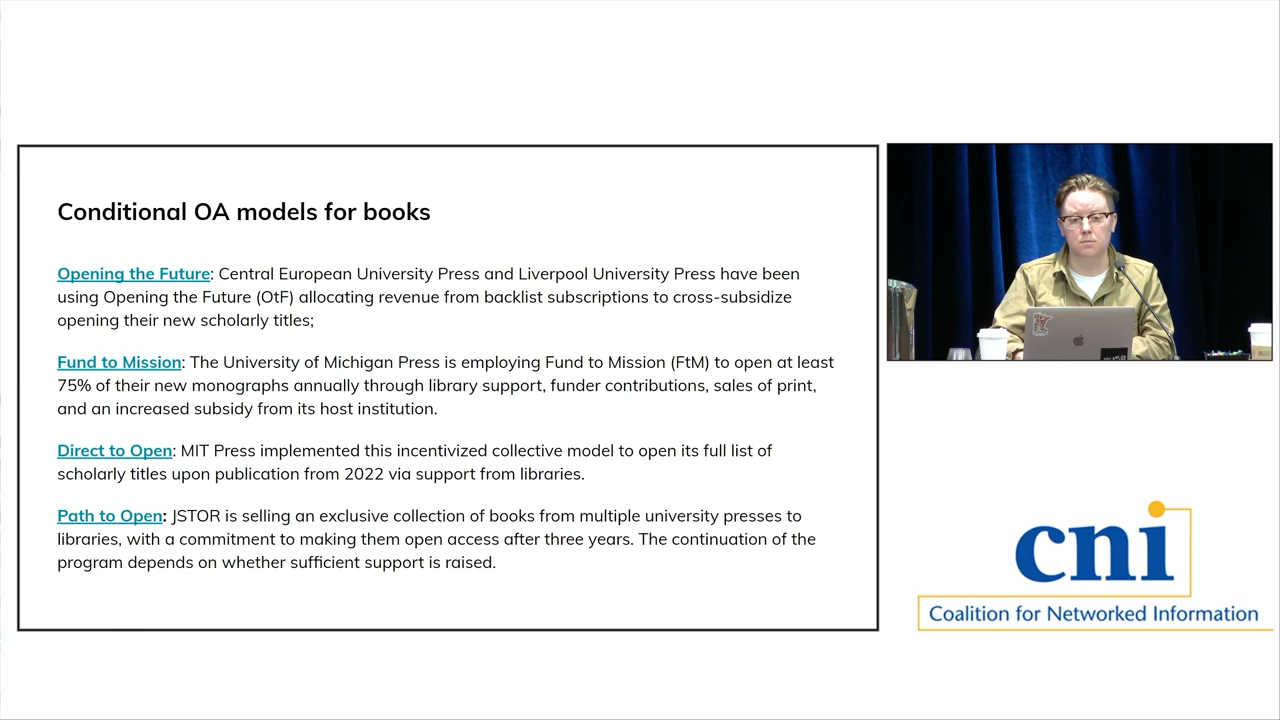 Conditional OA models for books
Opening the Future: Central European University Press and Liverpool University Press have been
using Opening the Future (OtF) allocating revenue from backlist subscriptions to cross-subsidize
opening their new scholarly titles;
Fund to Mission: The University of Michigan Press is employing Fund to Mission (FtM) to open at least
75% of their new monographs annually through library support, funder contributions, sales of print,
and an increased subsidy from its host institution.
Direct to Open: MIT Press implemented this incentivized collective model to open its full list of
scholarly titles upon publication from 2022 via support from libraries.
Path to Open: JSTOR is selling an exclusive collection of books from multiple university presses to
libraries, with a commitment to making them open access after three years. The continuation of the
program depends on whether sufficient support is raised.
cni
Coalition for Networked Information